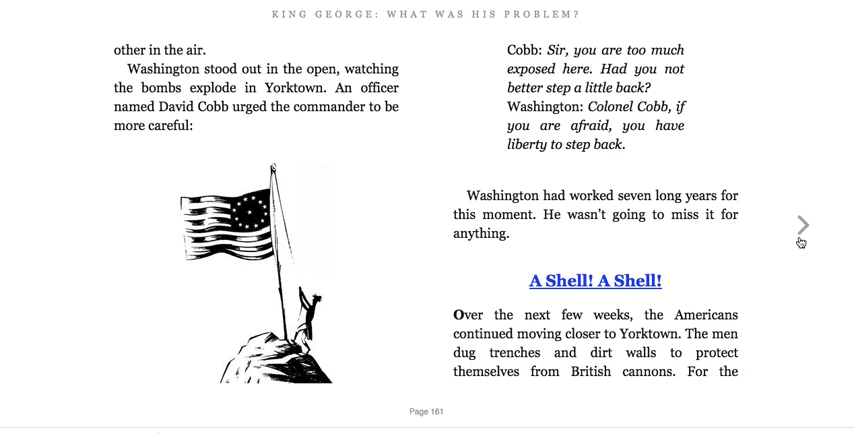 KING GEORGE: WHAT WAS HIS PROBLEM?
other in the air.
Washington stood out in the open, watching
the bombs explode in Yorktown. An officer
named David Cobb urged the commander to be
more careful:
Cobb: Sir, you are too much
exposed here. Had you not
better step a little back?
Washington: Colonel Cobb, if
you are afraid, you have
liberty to step back.
Washington had worked seven long years for
this moment. He wasn’t going to miss it for
anything.
A Shell! A Shell!
Over the next few weeks, the Americans
continued moving closer to Yorktown. The men
dug trenches and dirt walls to protect
themselves from British cannons. For the
Page 161